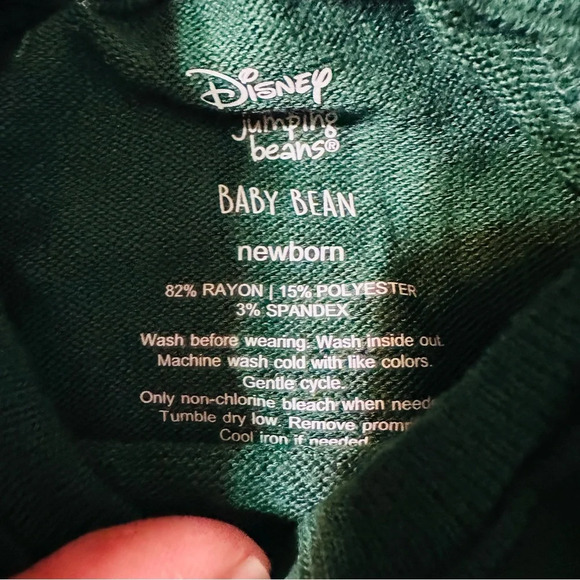 Disney
jumping
beans®
BABY BEAN
newborn
82% RAYON | 15% POLYESTER
3% SPANDEX
Wash before wearing. Wash inside out.
Machine wash cold with like colors.
Gentle cycle.
Only non-chlorine bleach when
Tumble dry low. Remove
Cool iron if needed